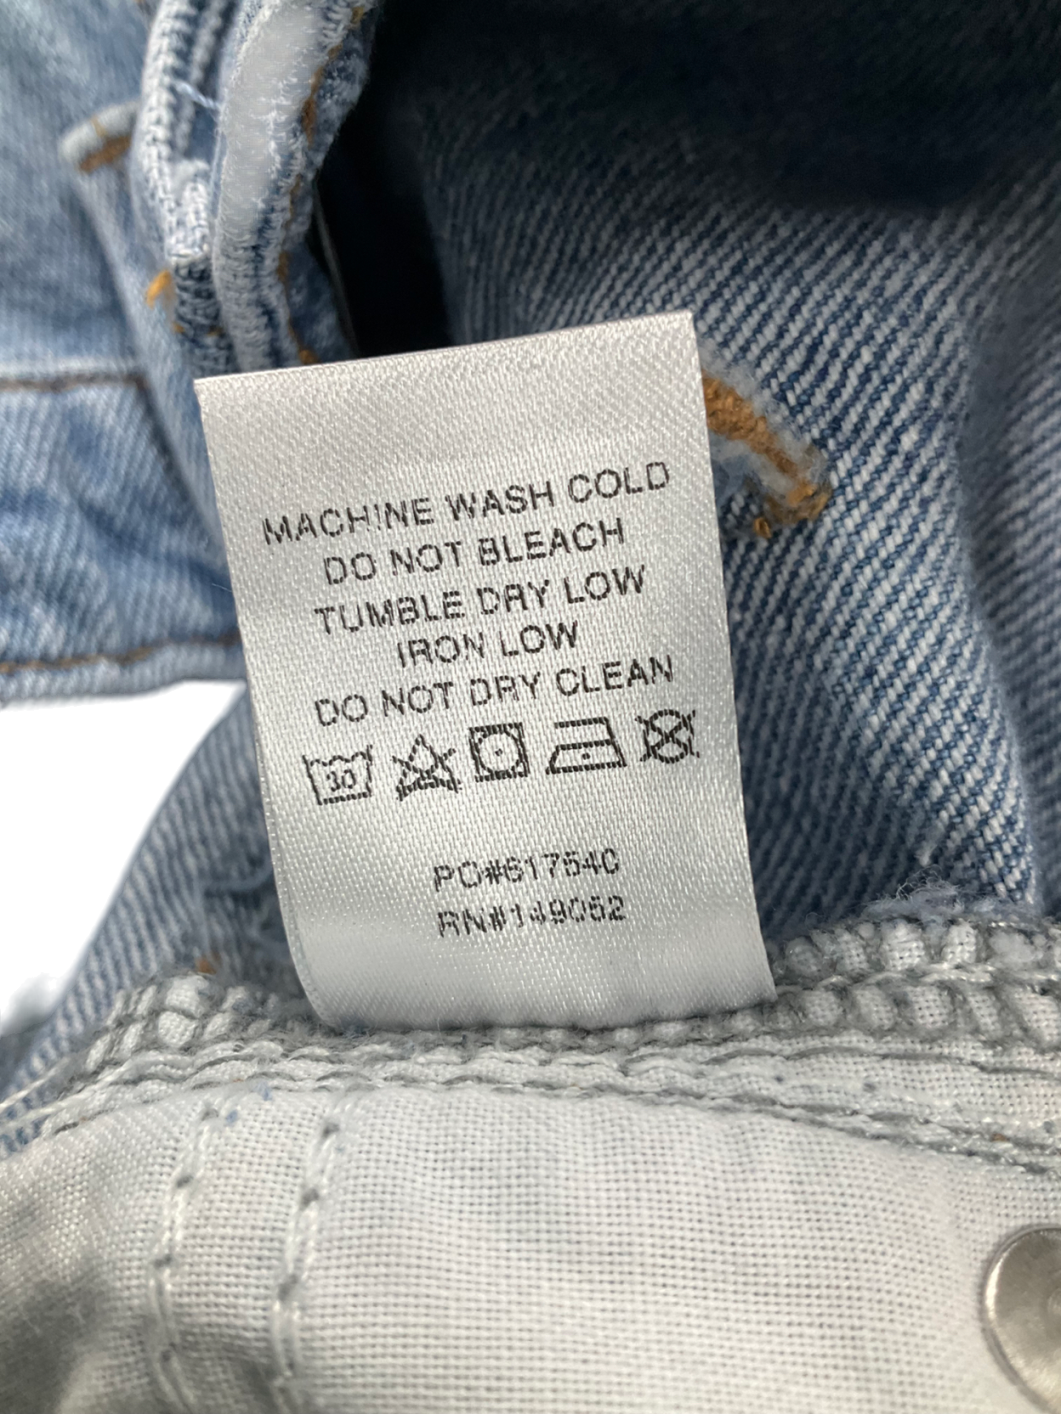 MACHINE WASH COLD
DO NOT BLEACH
TUMBLE DRY LOW
IRON LOW
DO NOT DRY CLEAN
30
PO#617640
RN#149052